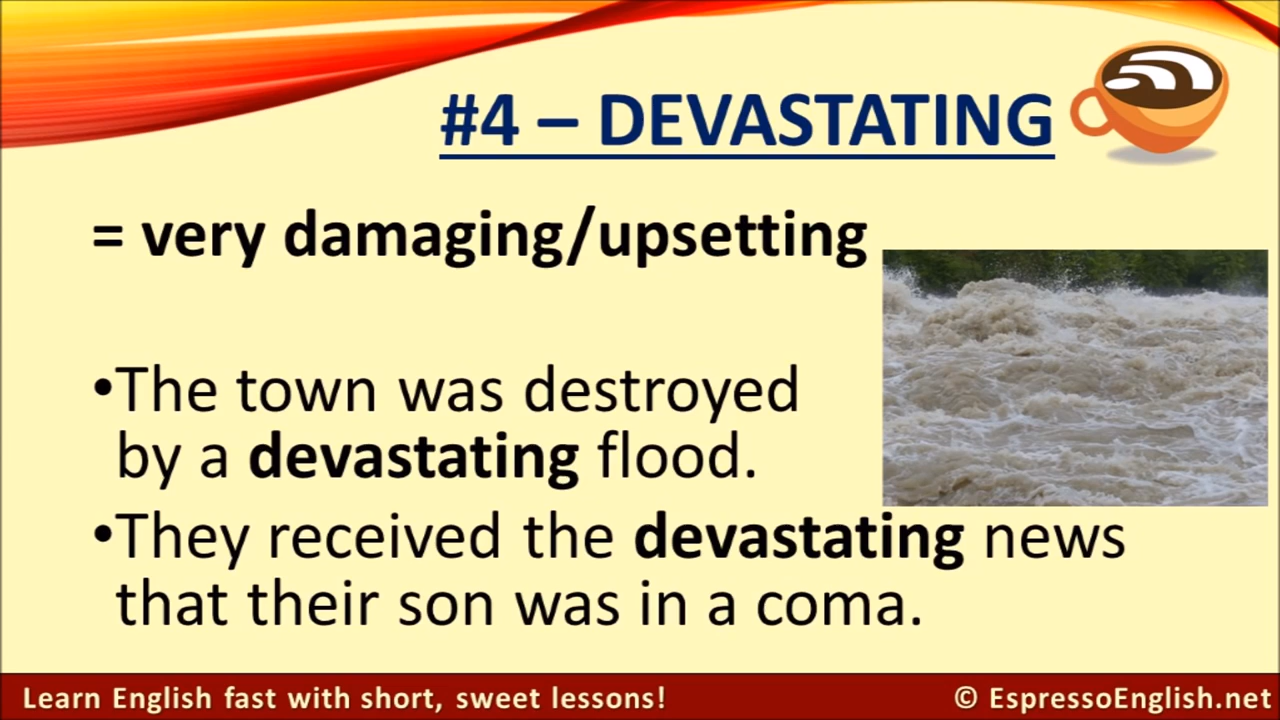 #4 – DEVASTATING
= very damaging/upsetting
•The town was destroyed
by a devastating flood.
•They received the devastating news
that their son was in a coma.
Learn English fast with short, sweet lessons!
© EspressoEnglish.net